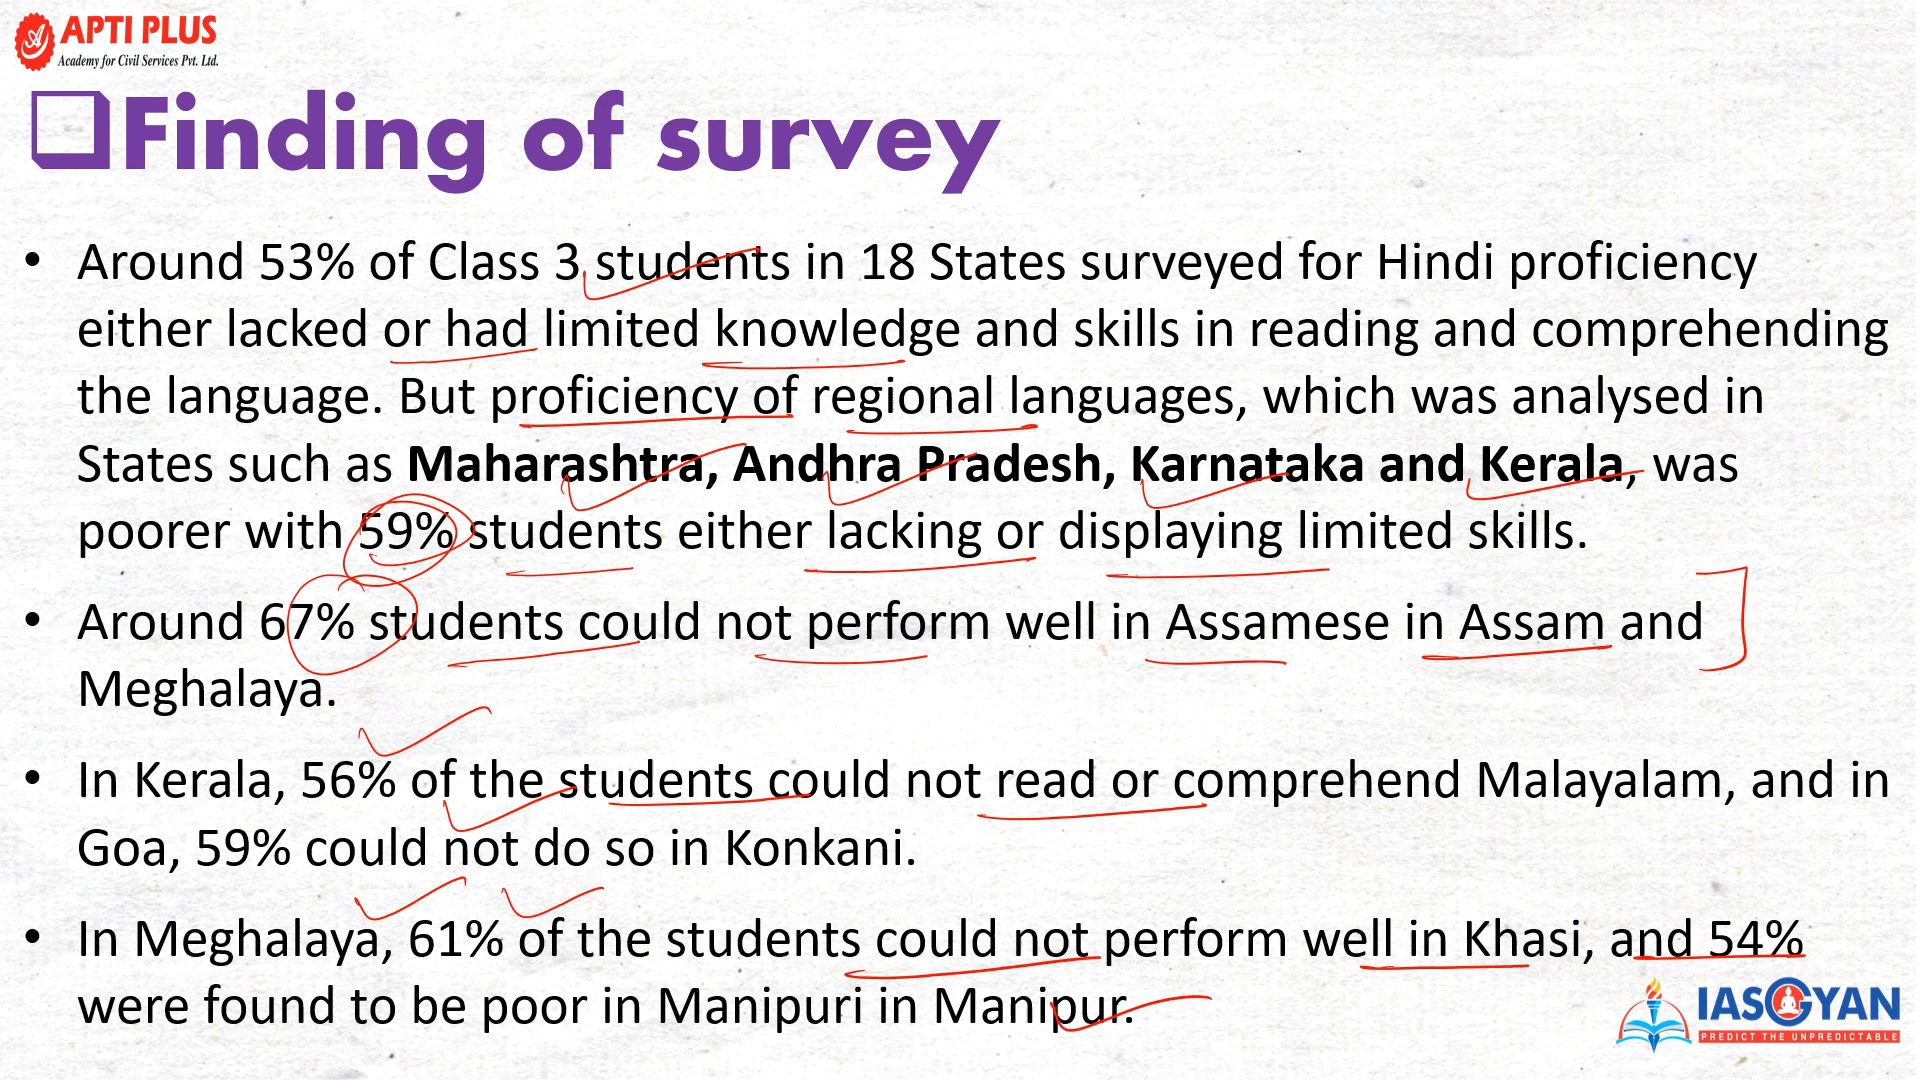 APTI PLUS
Academy for Civil Services Pvt. Ltd.
Finding of survey
• Around 53% of Class 3 students in 18 States surveyed for Hindi proficiency
either lacked or had limited knowledge and skills in reading and comprehending
the language. But proficiency of regional languages, which was analysed in
States such as Maharashtra, Andhra Pradesh, Karnataka and Kerala, was
poorer with 59% students either lacking or displaying limited skills.
• Around 67% students could not perform well in Assamese in Assam and
Meghalaya.
• In Kerala, 56% of the students could not read or comprehend Malayalam, and in
Goa, 59% could not do so in Konkani.
• In Meghalaya, 61% of the students could not perform well in Khasi, and 54%
were found to be poor in Manipuri in Manipur.
IASGYAN
PREDICT THE UNPREDICTABLE